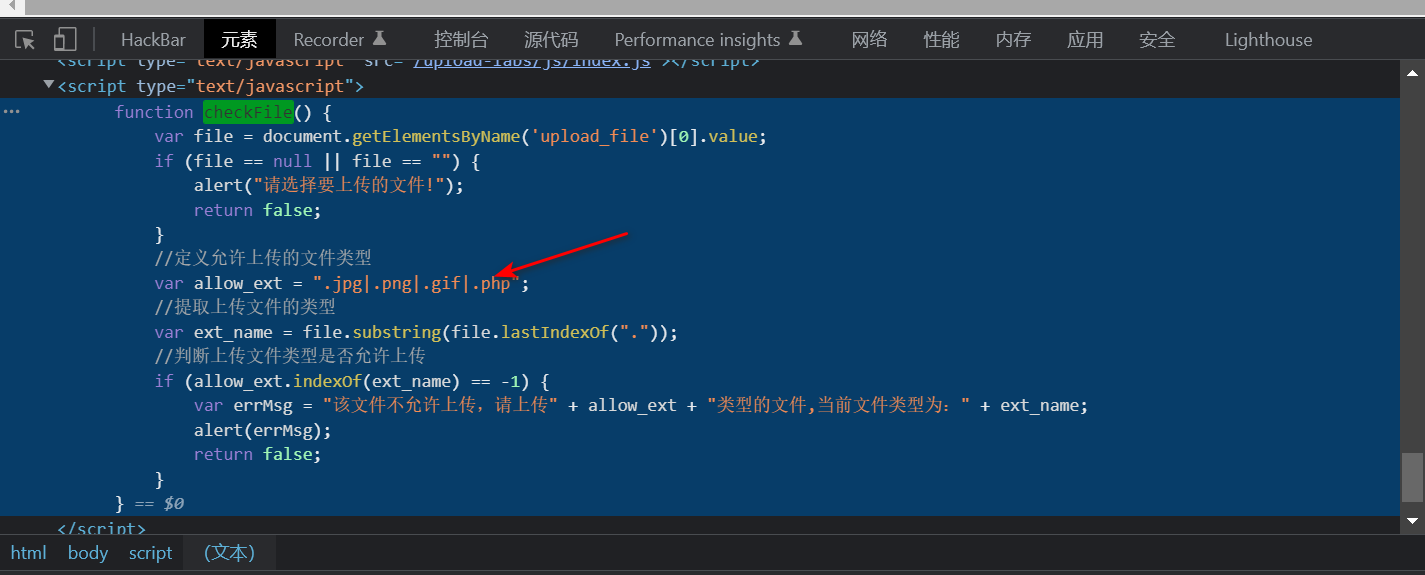 HackBar 元素 Recorder 控制台 源代码 Performance insights 网络 性能 内存 应用 安全 Lighthouse
<script type="text/javascript" src="/upload-labs/js/index.js"></script>
<script type="text/javascript">
function checkFile() {
var file = document.getElementsByName('upload_file')[0].value;
if (file == null || file == "") {
alert("请选择要上传的文件!");
return false;
}
//定义允许上传的文件类型
var allow_ext = ".jpg|.png|.gif|.php";
//提取上传文件的类型
var ext_name = file.substring(file.lastIndexOf("."));
//判断上传文件类型是否允许上传
if (allow_ext.indexOf(ext_name) == -1) {
var errMsg = "该文件不允许上传，请上传" + allow_ext + "类型的文件,当前文件类型为：" + ext_name;
alert(errMsg);
return false;
}
} == $0
</script>
html body script (文本)